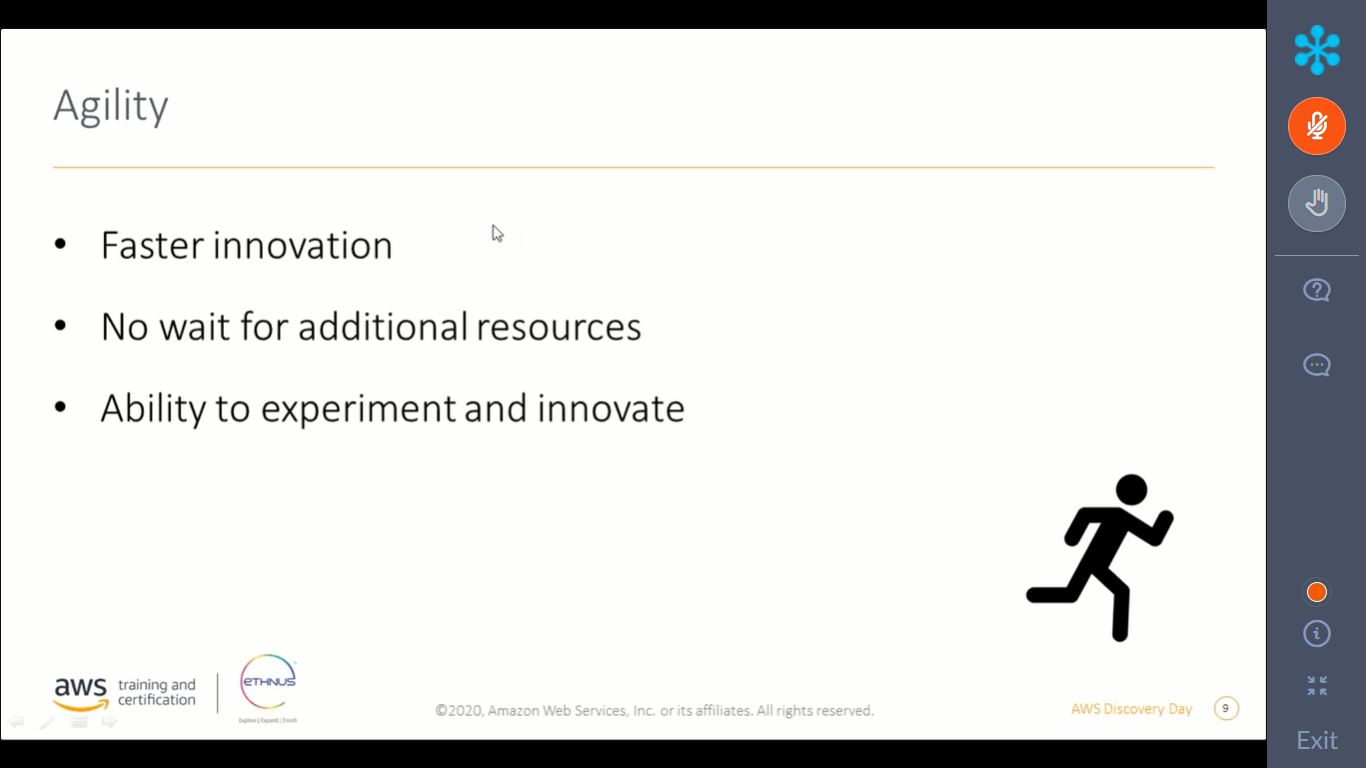 Agility
• Faster innovation
• No wait for additional resources
• Ability to experiment and innovate
aws training and
certification
eTHNUS
Explore | Expand | Enrich
©2020, Amazon Web Services, Inc. or its affiliates. All rights reserved.
AWS Discovery Day 9
Exit